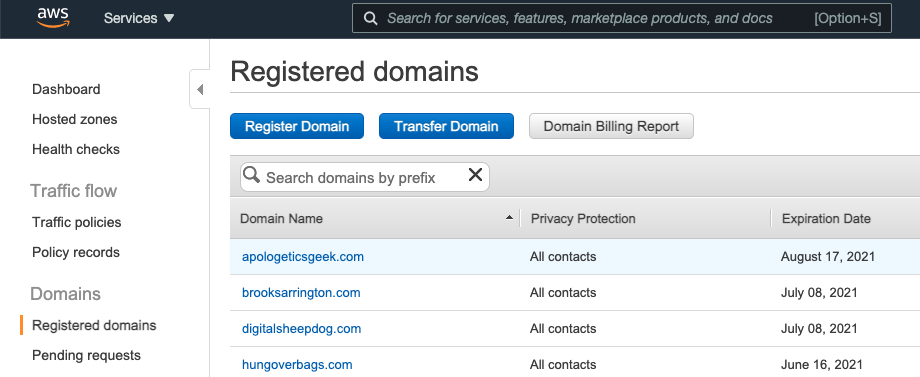 aws Services Search for services, features, marketplace products, and docs [Option+S]
Dashboard
Hosted zones
Health checks
Traffic flow
Traffic policies
Policy records
Domains
Registered domains
Pending requests
Registered domains
Register Domain Transfer Domain Domain Billing Report
Search domains by prefix
Domain Name Privacy Protection Expiration Date
apologeticsgeek.com All contacts August 17, 2021
brooksarrington.com All contacts July 08, 2021
digitalsheepdog.com All contacts July 08, 2021
hungoverbags.com All contacts June 16, 2021